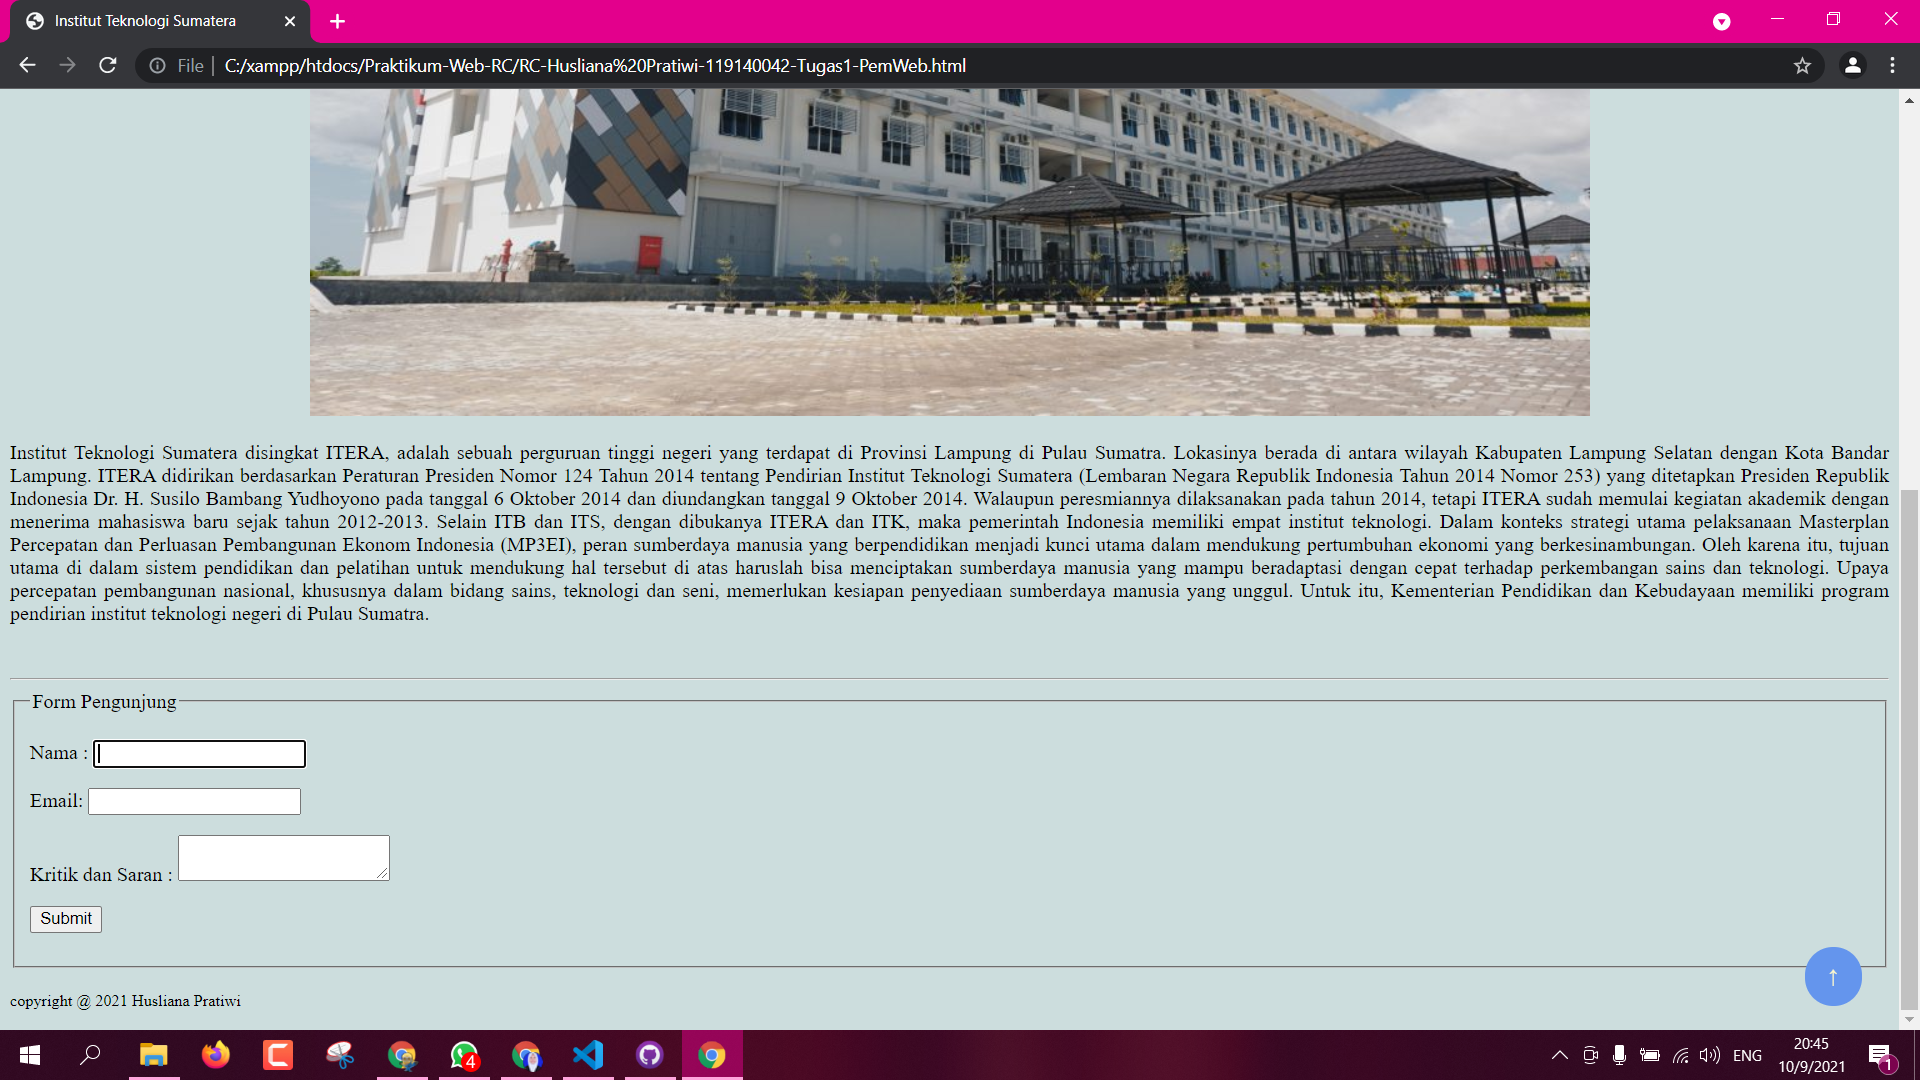 Institut Teknologi Sumatera
File
C:/xampp/htdocs/Praktikum-Web-RC/RC-Husliana%20Pratiwi-119140042-Tugas1-PemWeb.html
Institut Teknologi Sumatera disingkat ITERA, adalah sebuah perguruan tinggi negeri yang terdapat di Provinsi Lampung di Pulau Sumatra. Lokasinya berada di antara wilayah Kabupaten Lampung Selatan dengan Kota Bandar
Lampung. ITERA didirikan berdasarkan Peraturan Presiden Nomor 124 Tahun 2014 tentang Pendirian Institut Teknologi Sumatera (Lembaran Negara Republik Indonesia Tahun 2014 Nomor 253) yang ditetapkan Presiden Republik
Indonesia Dr. H. Susilo Bambang Yudhoyono pada tanggal 6 Oktober 2014 dan diundangkan tanggal 9 Oktober 2014. Walaupun peresmiannya dilaksanakan pada tahun 2014, tetapi ITERA sudah memulai kegiatan akademik dengan
menerima mahasiswa baru sejak tahun 2012-2013. Selain ITB dan ITS, dengan dibukanya ITERA dan ITK, maka pemerintah Indonesia memiliki empat institut teknologi. Dalam konteks strategi utama pelaksanaan Masterplan
Percepatan dan Perluasan Pembangunan Ekonom Indonesia (MP3EI), peran sumberdaya manusia yang berpendidikan menjadi kunci utama dalam mendukung pertumbuhan ekonomi yang berkesinambungan. Oleh karena itu, tujuan
utama di dalam sistem pendidikan dan pelatihan untuk mendukung hal tersebut di atas haruslah bisa menciptakan sumberdaya manusia yang mampu beradaptasi dengan cepat terhadap perkembangan sains dan teknologi. Upaya
percepatan pembangunan nasional, khususnya dalam bidang sains, teknologi dan seni, memerlukan kesiapan penyediaan sumberdaya manusia yang unggul. Untuk itu, Kementerian Pendidikan dan Kebudayaan memiliki program
pendirian institut teknologi negeri di Pulau Sumatra.
Form Pengunjung
Nama :
Email:
Kritik dan Saran :
Submit
↑
copyright @ 2021 Husliana Pratiwi
4
ENG
20:45
10/9/2021
1